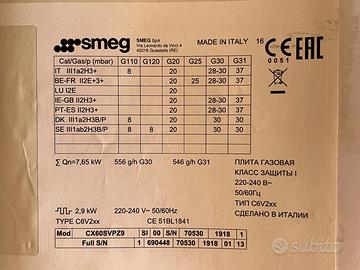 smeg
SMEG SpA
Via Leonardo da Vinci 4
42016 Guastalla (RE)
MADE IN ITALY
16
CE EAC
0051
Cat/Gas/p (mbar) G110 G120 G20 G25 G30 G31
IT III1a2H3+ 8 20 28-30 37
BE-FR II2E+3+ 20 25 28-30 37
LU I2E 20
IE-GB II2H3+ 20 28-30 37
PT-ES II2H3+ 20 28-30 37
DK III1a2H3B/P 8 20 30 30
SE III1ab2H3B/P 8 8 20 30 30
∑ Qn=7,65 kW 556 g/h G30 546 g/h G31
ПЛИТА ГАЗОВАЯ
КЛАСС ЗАЩИТЫ I
220-240 В~
50/60Гц
ТИП C6V2xx
СДЕЛАНО В ИТАЛИИ
2,9 kW 220-240 V~ 50/60Hz
TYPE C6V2xx CE 51BL1841
Mod CX60SVPZ9 SI 00 S/N 70530 1918 1
Full S/N 1 690448 70530 1918 01 13
subito